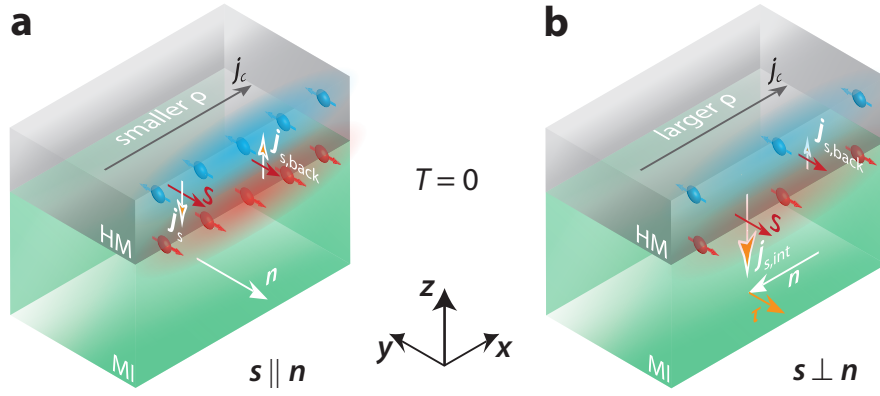 a
b
smaller ρ
j_c
j_s,back
s
j_s
HM
n
MI
s || n
T = 0
z
y
x
larger ρ
j_c
j_s,back
s
j_s,int
n
τ
HM
MI
s ⊥ n